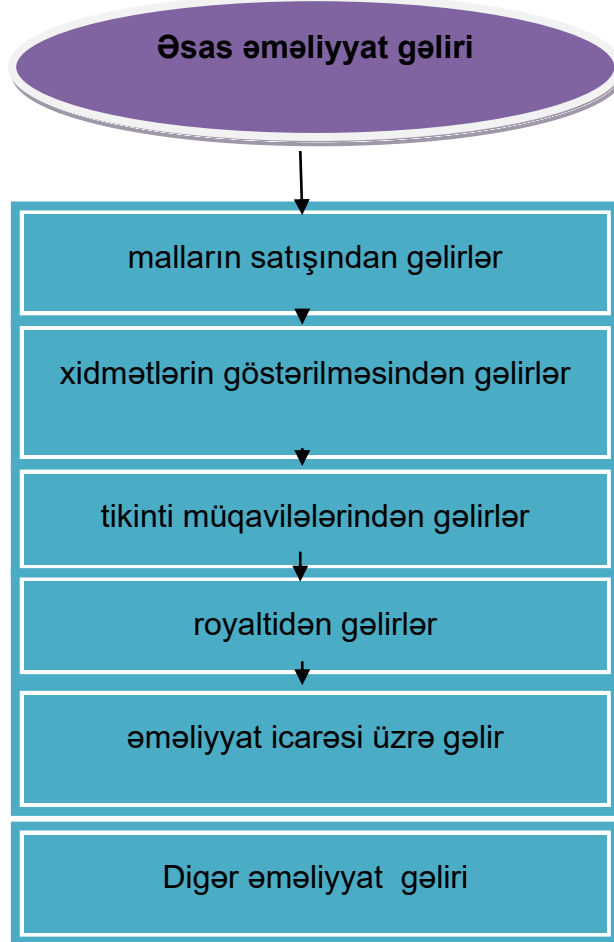 Əsas əməliyyat gəliri
malların satışından gəlirlər
xidmətlərin göstərilməsindən gəlirlər
tikinti müqavilələrindən gəlirlər
royaltidən gəlirlər
əməliyyat icarəsi üzrə gəlir
Digər əməliyyat gəliri